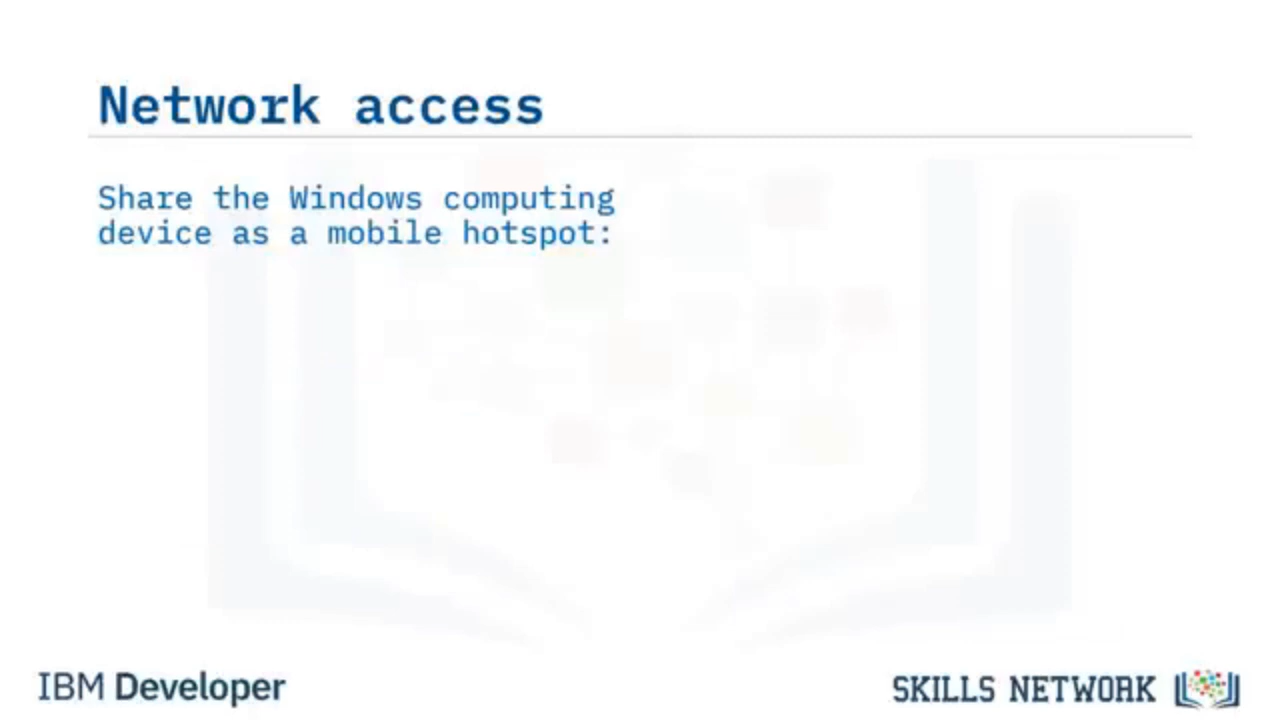 Network access
Share the Windows computing
device as a mobile hotspot:
IBM Developer
SKILLS NETWORK